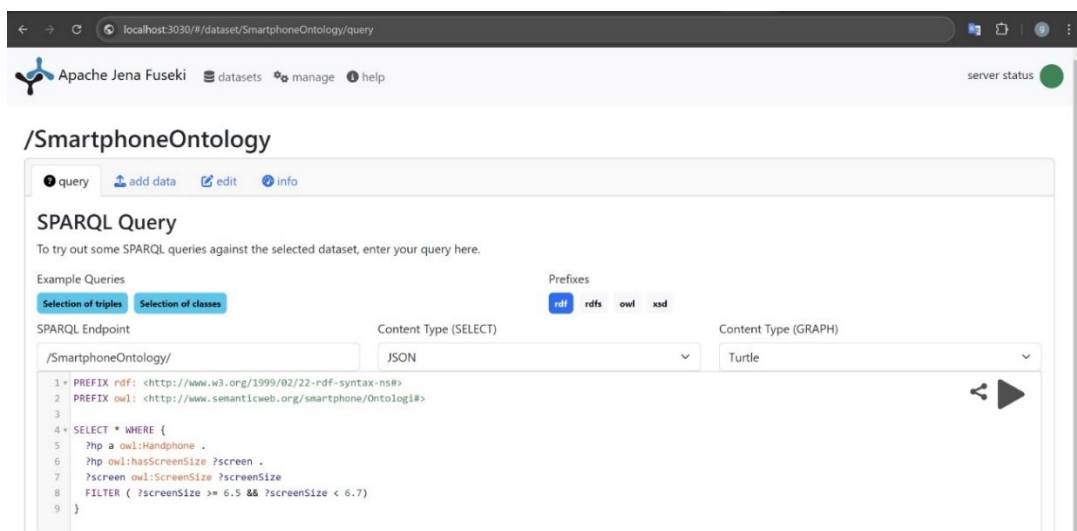 localhost:3030/#/dataset/SmartphoneOntology/query
g
Apache Jena Fuseki datasets manage help server status
/SmartphoneOntology
query add data edit info
SPARQL Query
To try out some SPARQL queries against the selected dataset, enter your query here.
Example Queries Prefixes
Selection of triples Selection of classes rdf rdfs owl xsd
SPARQL Endpoint Content Type (SELECT) Content Type (GRAPH)
/SmartphoneOntology/ JSON Turtle
1 PREFIX rdf: <http://www.w3.org/1999/02/22-rdf-syntax-ns#>
2 PREFIX owl: <http://www.semanticweb.org/smartphone/Ontologi#>
3
4 SELECT * WHERE {
5 ?hp a owl:Handphone .
6 ?hp owl:hasScreenSize ?screen .
7 ?screen owl:ScreenSize ?screenSize
8 FILTER ( ?screenSize >= 6.5 && ?screenSize < 6.7)
9 }